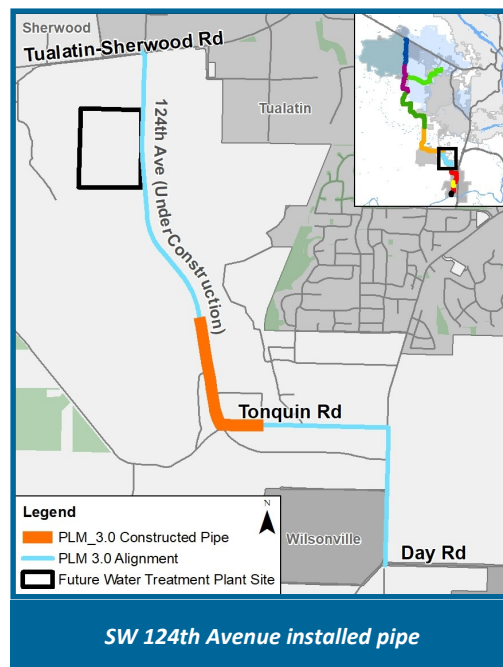 Sherwood
Tualatin-Sherwood Rd
Tualatin
124th Ave (UnderConstruction)
Tonquin Rd
Wilsonville
Day Rd
Legend
N
PLM_3.0 Constructed Pipe
PLM 3.0 Alignment
Future Water Treatment Plant Site
SW 124th Avenue installed pipe